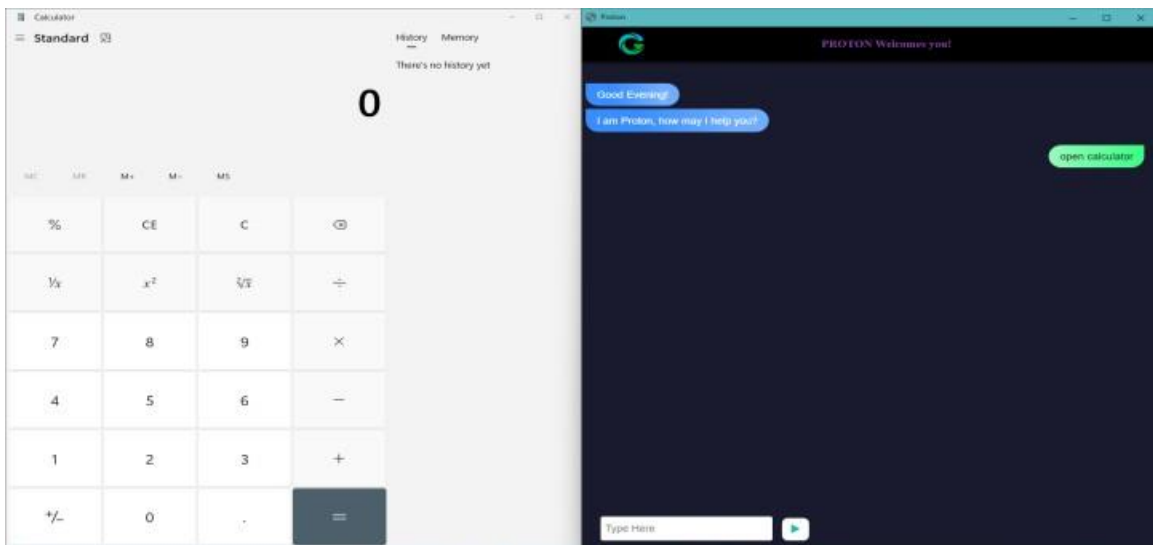 Calculator
Standard
History Memory
There's no history yet
0
MC MR M+ M- MS
% CE C
¹/x x² ²√x ÷
7 8 9 ×
4 5 6 −
1 2 3 +
+/− 0 . =
Proton
PROTON Welcomes you!
Good Evening!
I am Proton, how may I help you?
open calculator
Type Here